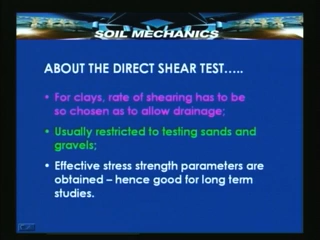 SOIL MECHANICS
ABOUT THE DIRECT SHEAR TEST.....
• For clays, rate of shearing has to be
so chosen as to allow drainage;
• Usually restricted to testing sands and
gravels;
• Effective stress strength parameters are
obtained – hence good for long term
studies.